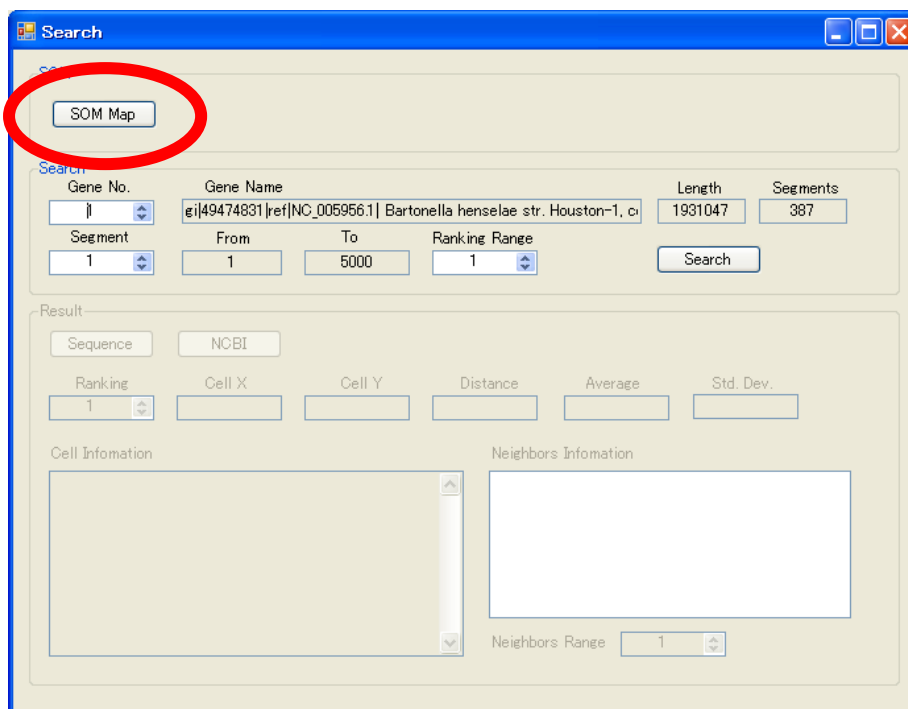 Search
SOM Map
Search
Gene No. Gene Name Length Segments
1 gi|49474831|ref|NC_005956.1| Bartonella henselae str. Houston-1, 1931047 387
Segment From To Ranking Range
1 1 5000 1 Search
Result
Sequence NCBI
Ranking Cell X Cell Y Distance Average Std. Dev.
1
Cell Infomation Neighbors Infomation
Neighbors Range 1